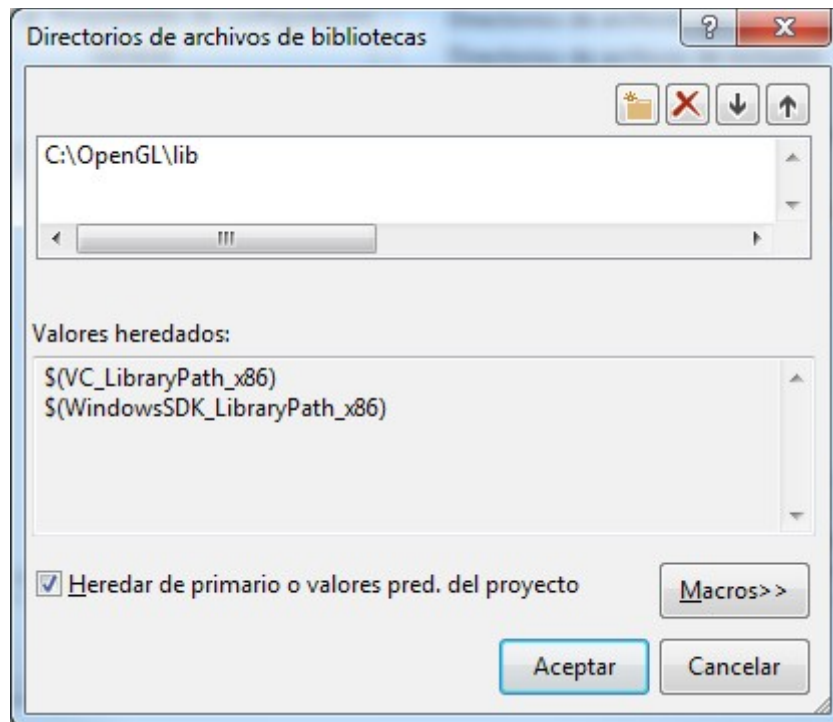 Directorios de archivos de bibliotecas
C:\OpenGL\lib
Valores heredados:
$(VC_LibraryPath_x86)
$(WindowsSDK_LibraryPath_x86)
Heredar de primario o valores pred. del proyecto
Macros>>
Aceptar
Cancelar